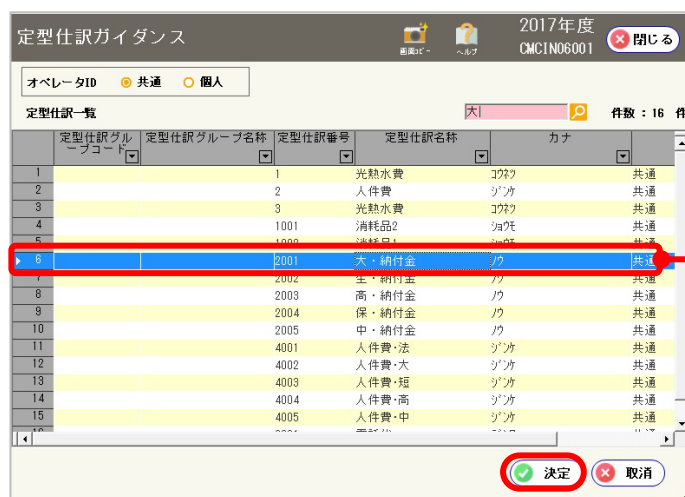 定型仕訳ガイダンス 画面ｺﾋﾟｰ ヘルプ 2017年度 CMCIN06001 閉じる
オペレータID 共通 個人
定型仕訳一覧 大 件数 : 16 件
定型仕訳グループコード 定型仕訳グループ名称 定型仕訳番号 定型仕訳名称 カナ
1 1 光熱水費 ｺｳﾈﾂ 共通
2 2 人件費 ｼﾞﾝｹ 共通
3 3 光熱水費 ｺｳﾈﾂ 共通
4 1001 消耗品2 ｼｮｳﾓ 共通
5
6 2001 大・納付金 ﾉｳ 共通
7 2002 ・納付金 ﾉｳ 共通
8 2003 高・納付金 ﾉｳ 共通
9 2004 保・納付金 ﾉｳ 共通
10 2005 中・納付金 ﾉｳ 共通
11 4001 人件費・法 ｼﾞﾝｹ 共通
12 4002 人件費・大 ｼﾞﾝｹ 共通
13 4003 人件費・短 ｼﾞﾝｹ 共通
14 4004 人件費・高 ｼﾞﾝｹ 共通
15 4005 人件費・中 ｼﾞﾝｹ 共通
決定 取消